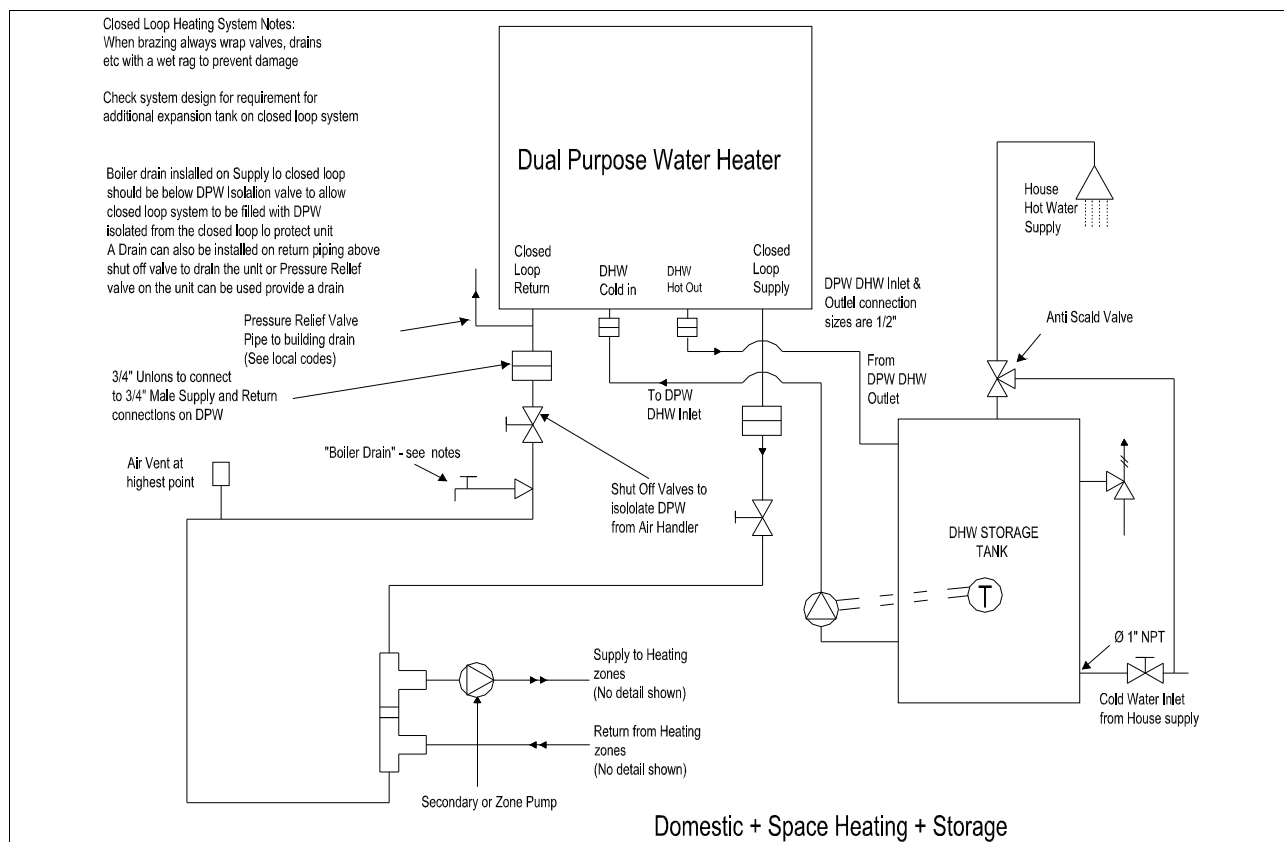 Closed Loop Heating System Notes:
When brazing always wrap valves, drains
etc with a wet rag to prevent damage
Check system design for requirement for
additional expansion tank on closed loop system
Boiler drain inslalled on Supply lo closed loop
should be below DPW Isolalion valve to allow
closed loop system to be filled with DPW
isolated from the closed loop lo protect unit
A Drain can also be installed on return piping above
shut off valve to drain the unlt or Pressure Rellef
valve on the unit can be used provide a drain
Dual Purpose Water Heater
Closed
Loop
Return
DHW
Cold in
DHW
Hot Out
Closed
Loop
Supply
House
Hot Water
Supply
DPW DHW Inlet &
Outlel connection
sizes are 1/2"
Anti Scald Valve
Pressure Relief Valve
Pipe to building drain
(See local codes)
3/4" Unlons to connect
to 3/4" Male Supply and Return
connectlons on DPW
To DPW
DHW Inlet
From
DPW DHW
Outlet
"Boiler Drain" - see notes
Air Vent at
highest point
Shut Off Valves to
isololate DPW
from Air Handler
DHW STORAGE
TANK
T
Ø 1" NPT
Cold Water Inlet
from House supply
Supply to Heating
zones
(No detail shown)
Return from Heating
zones
(No detail shown)
Secondary or Zone Pump
Domestic + Space Heating + Storage